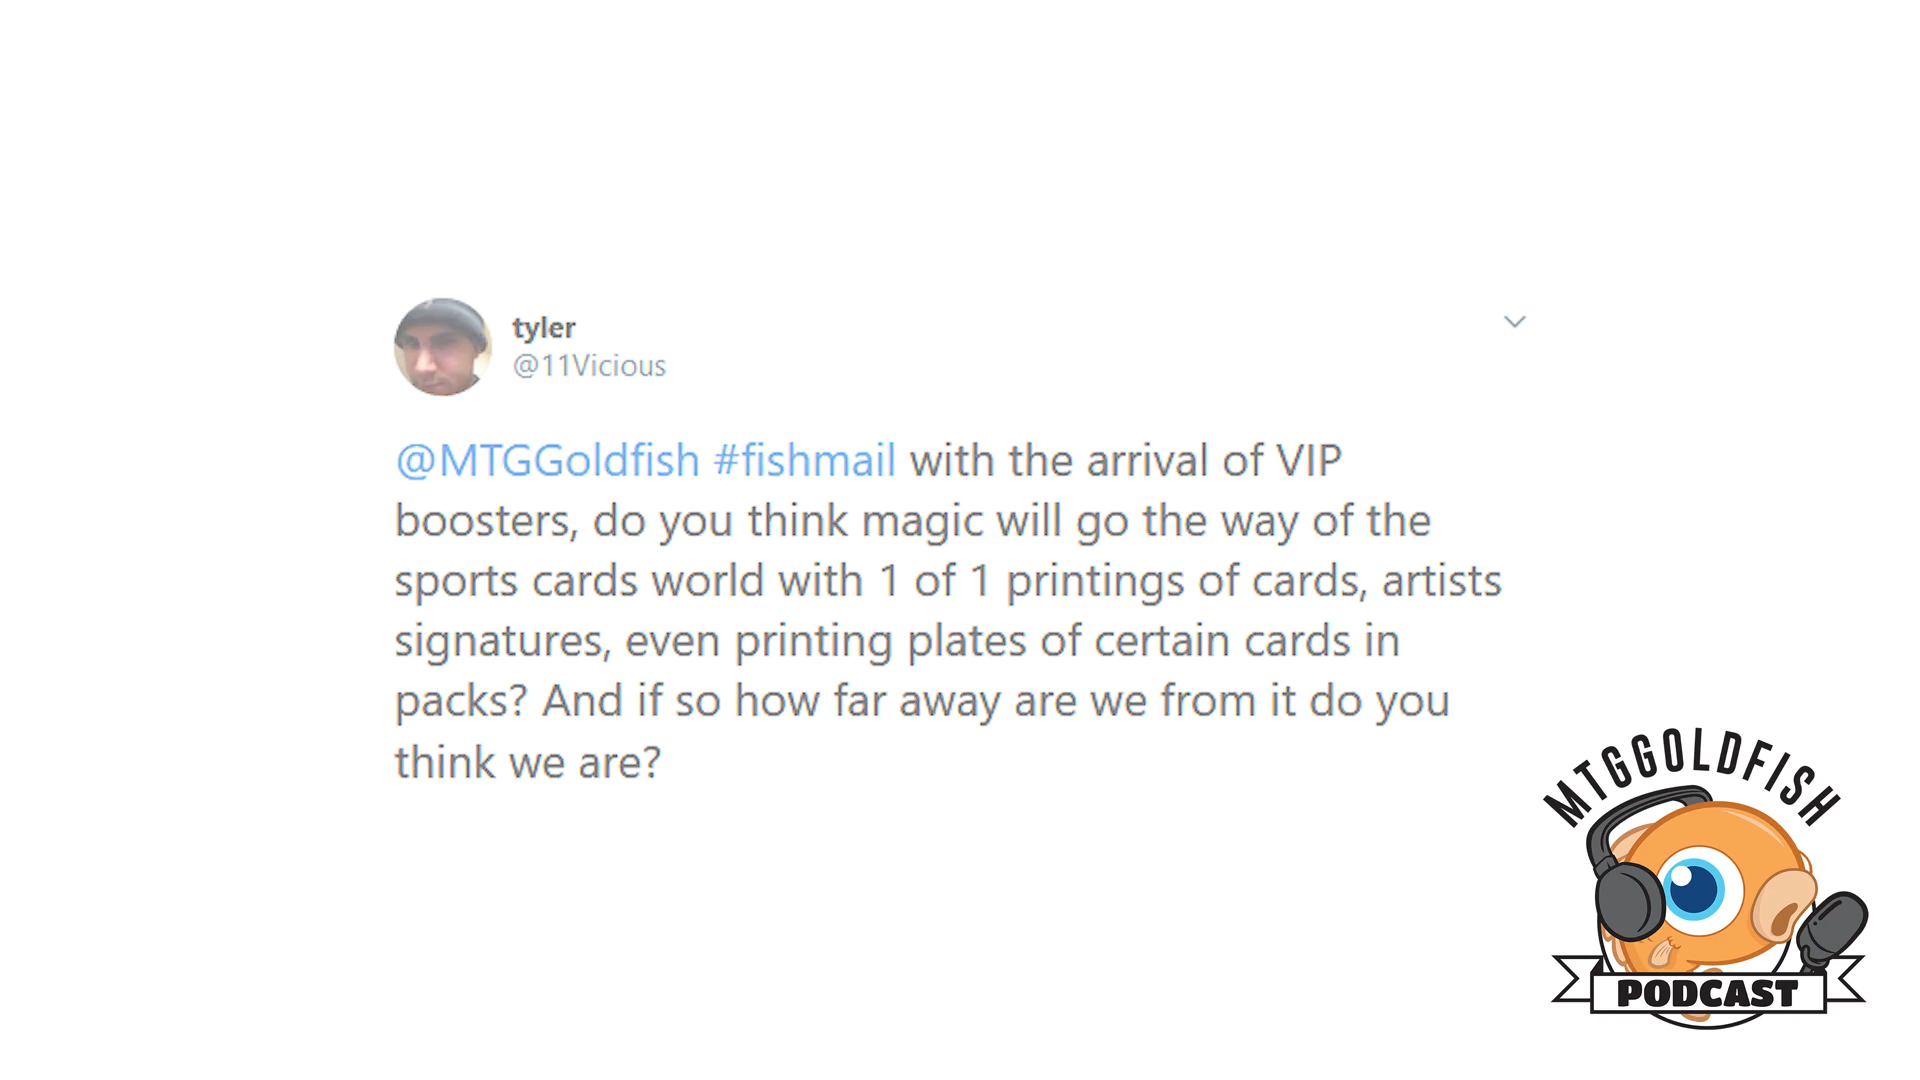 tyler
@11Vicious
@MTGGoldfish #fishmail with the arrival of VIP
boosters, do you think magic will go the way of the
sports cards world with 1 of 1 printings of cards, artists
signatures, even printing plates of certain cards in
packs? And if so how far away are we from it do you
think we are?
MTGGOLDFISH
PODCAST